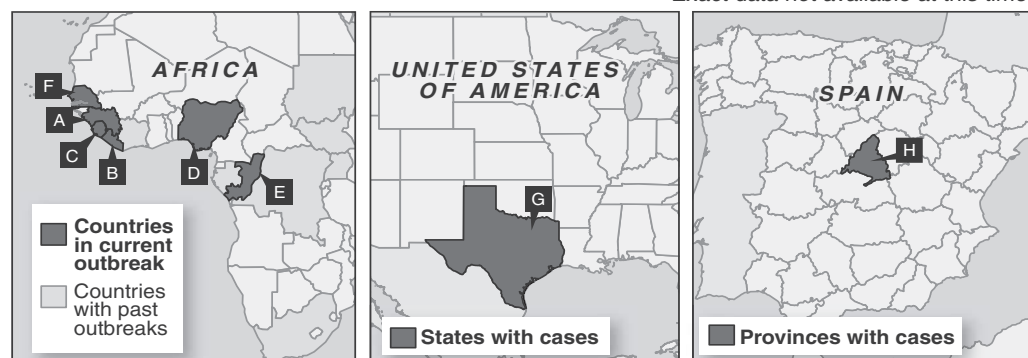 Exact data not available at this time
AFRICA
F
A
C
B
D
E
Countries
in current
outbreak
Countries
with past
outbreaks
UNITED STATES
OF AMERICA
G
States with cases
SPAIN
H
Provinces with cases